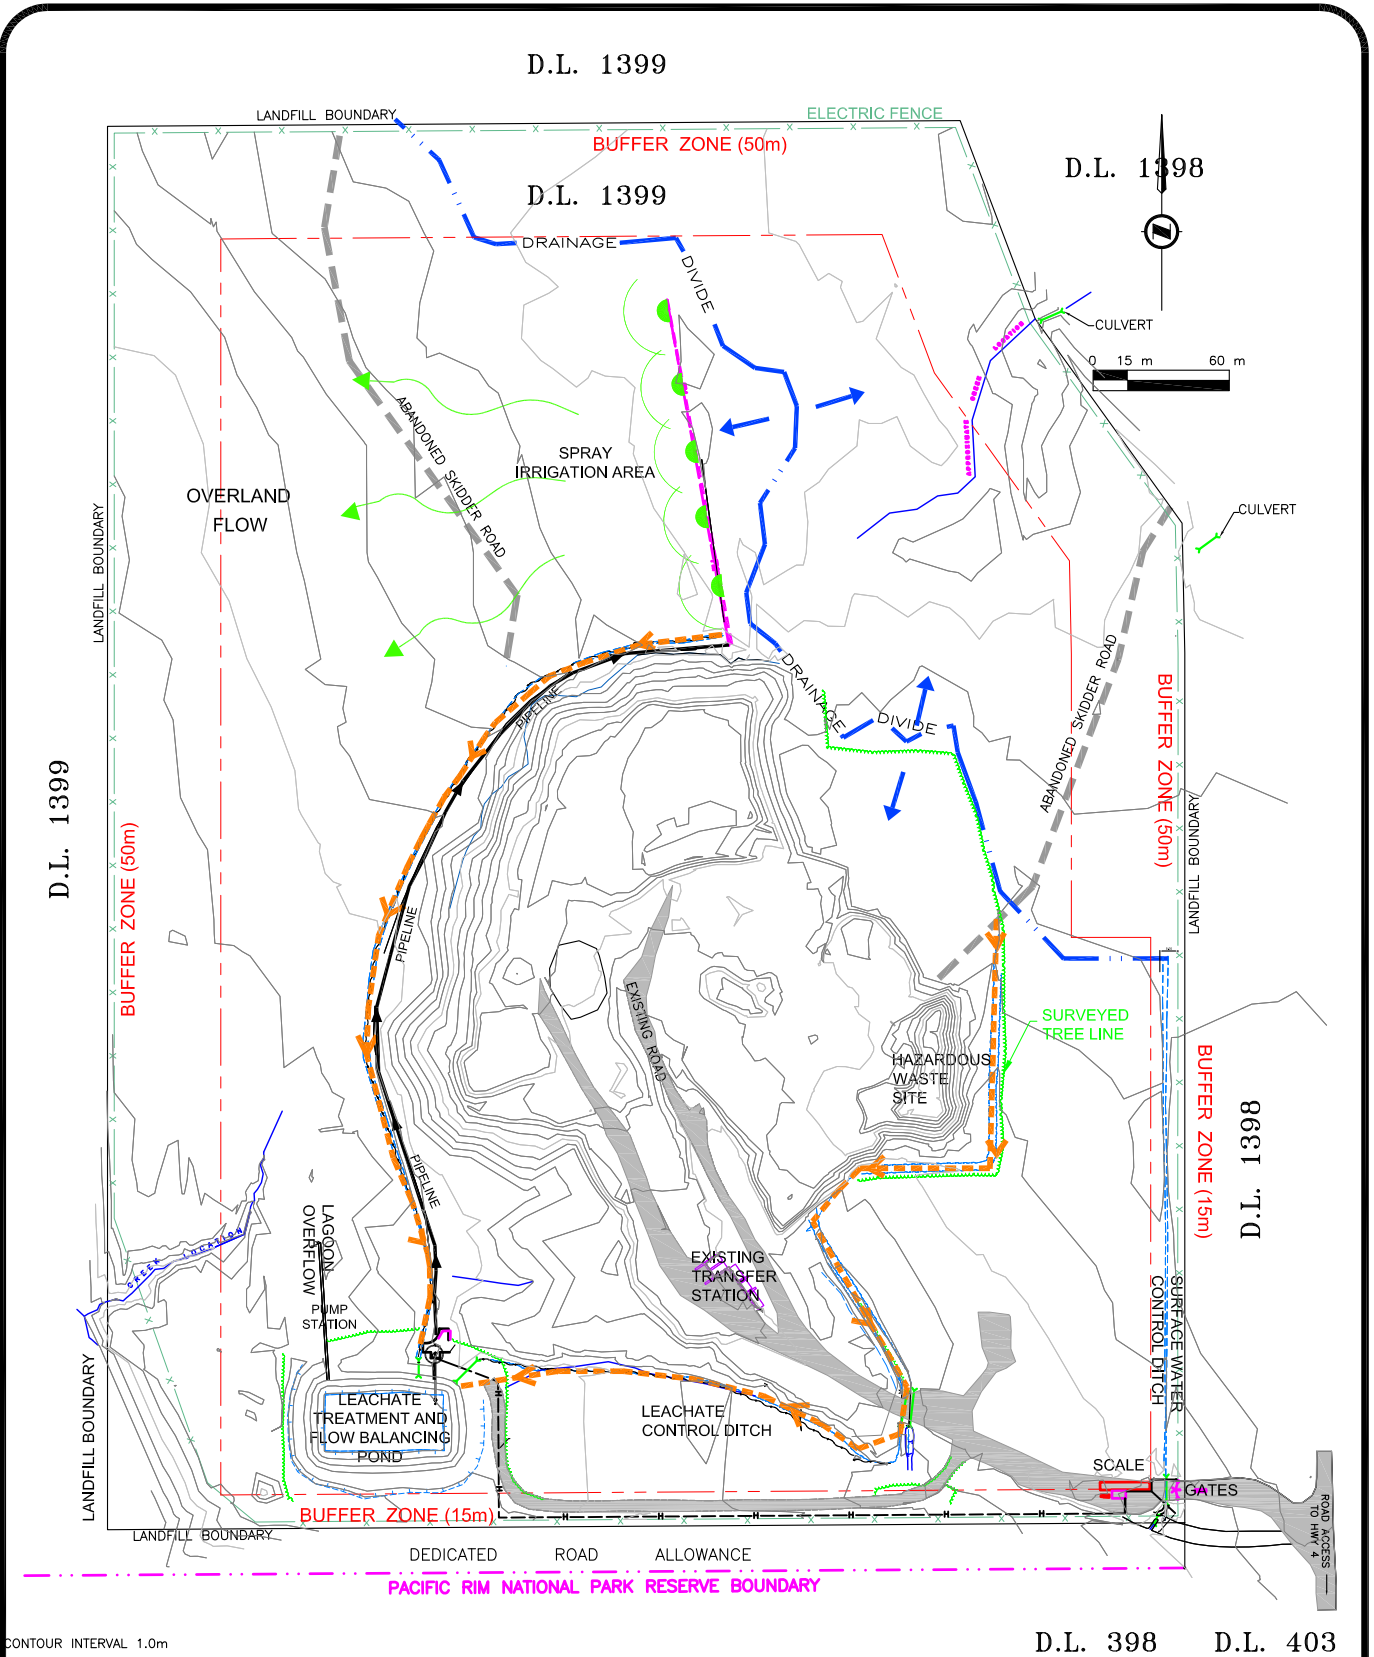 D.L. 1399
LANDFILL BOUNDARY
ELECTRIC FENCE
BUFFER ZONE (50m)
D.L. 1398
D.L. 1399
DRAINAGE
DIVIDE
CULVERT
0 15 m 60 m
ABANDONED SKIDDER ROAD
SPRAY
IRRIGATION AREA
OVERLAND
FLOW
CULVERT
LANDFILL BOUNDARY
ABANDONED SKIDDER ROAD
DRAINAGE
DIVIDE
BUFFER ZONE (50m)
PIPELINE
D.L. 1399
BUFFER ZONE (50m)
LANDFILL BOUNDARY
PIPELINE
EXISTING ROAD
SURVEYED
TREE LINE
HAZARDOUS
WASTE
SITE
BUFFER ZONE (15m)
D.L. 1398
PIPELINE
CREEK LOCATION
LAGOON
OVERFLOW
PUMP
STATION
EXISTING
TRANSFER
STATION
SURFACE WATER
CONTROL DITCH
LANDFILL BOUNDARY
LEACHATE
TREATMENT AND
FLOW BALANCING
POND
LEACHATE
CONTROL DITCH
SCALE
GATES
BUFFER ZONE (15m)
ROAD ACCESS
TO HWY 4
LANDFILL BOUNDARY
DEDICATED ROAD ALLOWANCE
PACIFIC RIM NATIONAL PARK RESERVE BOUNDARY
CONTOUR INTERVAL 1.0m
D.L. 398
D.L. 403